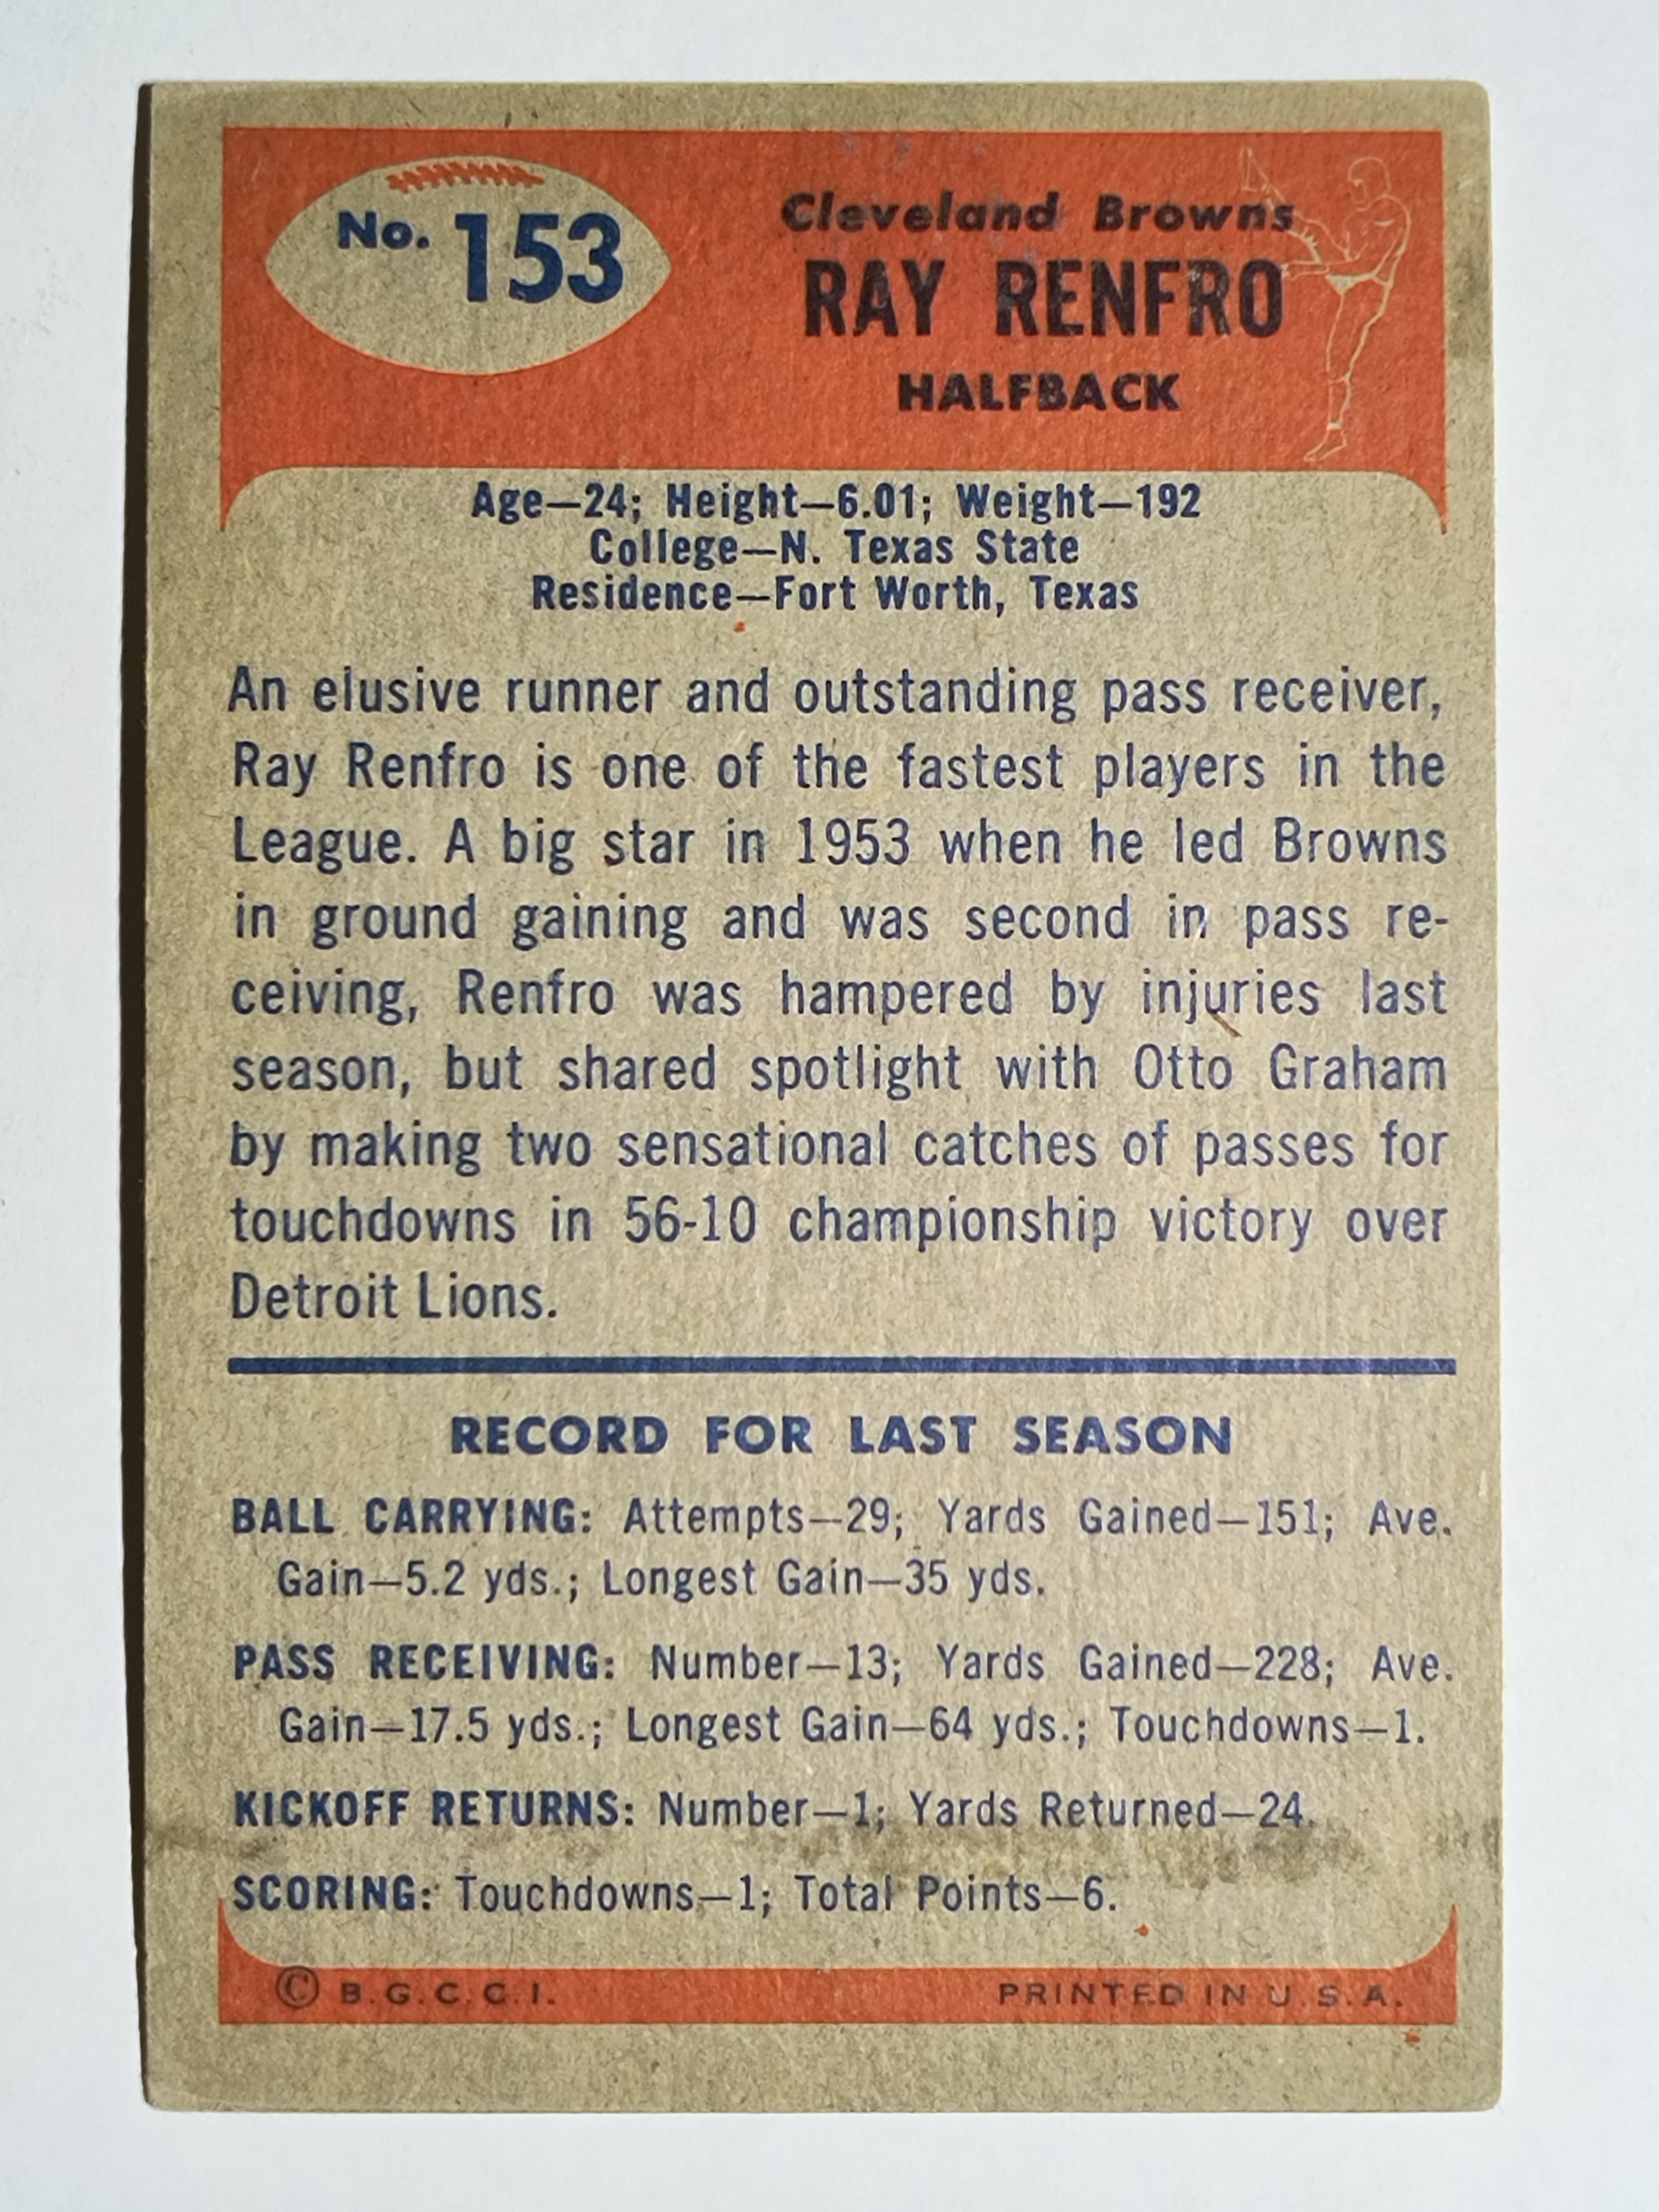 No. 153
Cleveland Browns
RAY RENFRO
HALFBACK
Age—24; Height—6.01; Weight—192
College—N. Texas State
Residence—Fort Worth, Texas
An elusive runner and outstanding pass receiver,
Ray Renfro is one of the fastest players in the
League. A big star in 1953 when he led Browns
in ground gaining and was second in pass re-
ceiving, Renfro was hampered by injuries last
season, but shared spotlight with Otto Graham
by making two sensational catches of passes for
touchdowns in 56-10 championship victory over
Detroit Lions.
RECORD FOR LAST SEASON
BALL CARRYING: Attempts—29; Yards Gained—151; Ave.
Gain—5.2 yds.; Longest Gain—35 yds.
PASS RECEIVING: Number—13; Yards Gained—228; Ave.
Gain—17.5 yds.; Longest Gain—64 yds.; Touchdowns—1.
KICKOFF RETURNS: Number—1; Yards Returned—24.
SCORING: Touchdowns—1; Total Points—6.
© B.G.C.C.I.
PRINTED IN U.S.A.